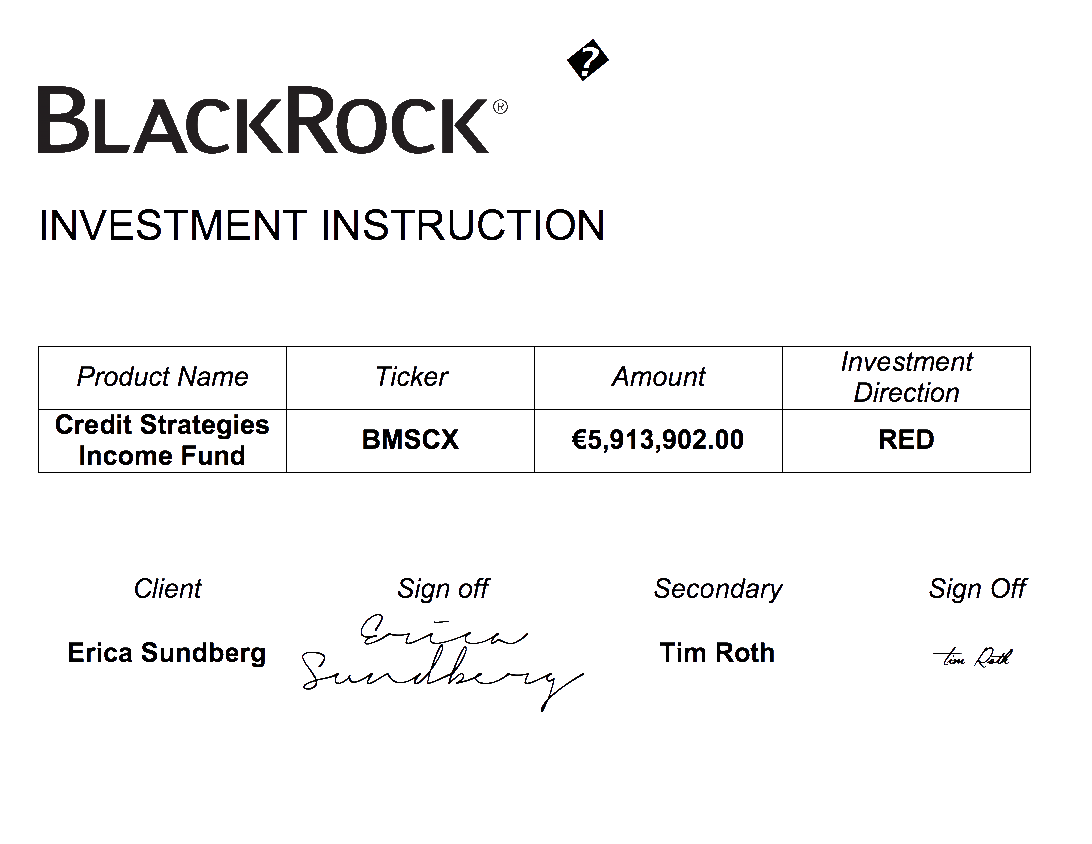 �
BLACKROCK®
INVESTMENT INSTRUCTION
Product Name Ticker Amount Investment Direction
Credit Strategies Income Fund BMSCX €5,913,902.00 RED
Client Sign off Secondary Sign Off
Erica Sundberg Erica Sundberg Tim Roth Tim Roth